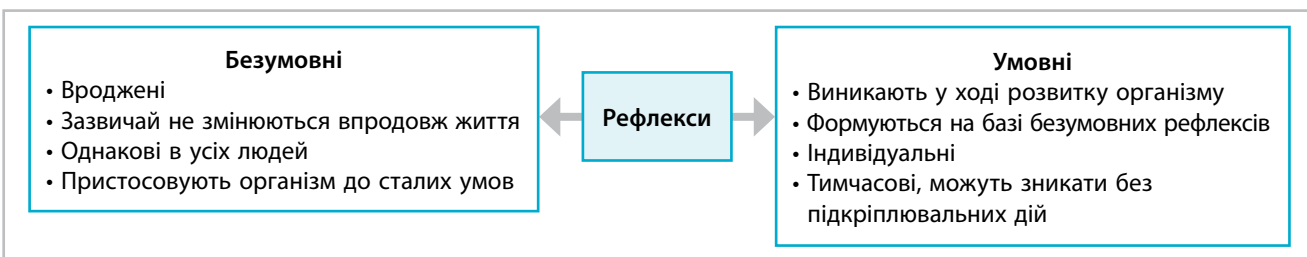 Безумовні
• Вроджені
• Зазвичай не змінюються впродовж життя
• Однакові в усіх людей
• Пристосовують організм до сталих умов
Рефлекси
Умовні
• Виникають у ході розвитку організму
• Формуються на базі безумовних рефлексів
• Індивідуальні
• Тимчасові, можуть зникати без
підкріплювальних дій